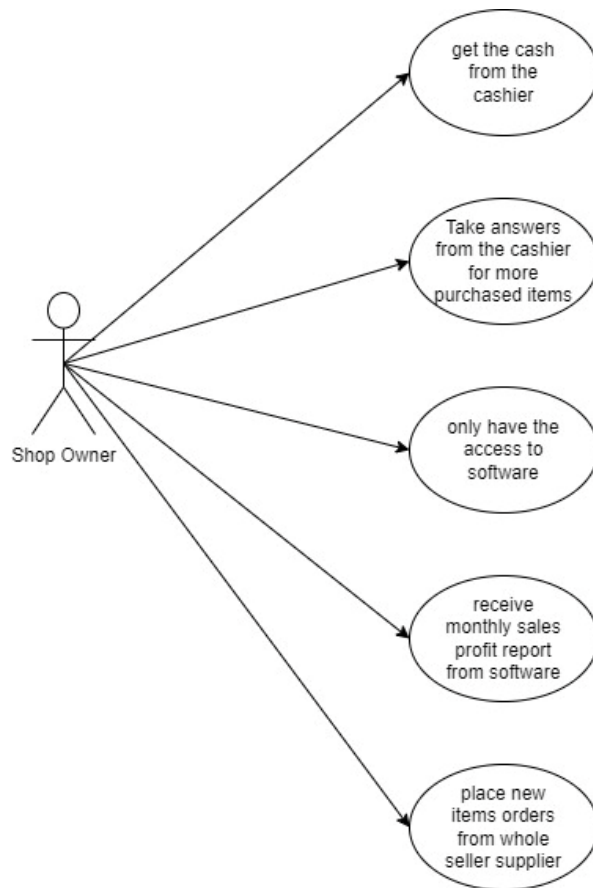 get the cash
from the
cashier
Take answers
from the cashier
for more
purchased items
Shop Owner
only have the
access to
software
receive
monthly sales
profit report
from software
place new
items orders
from whole
seller supplier